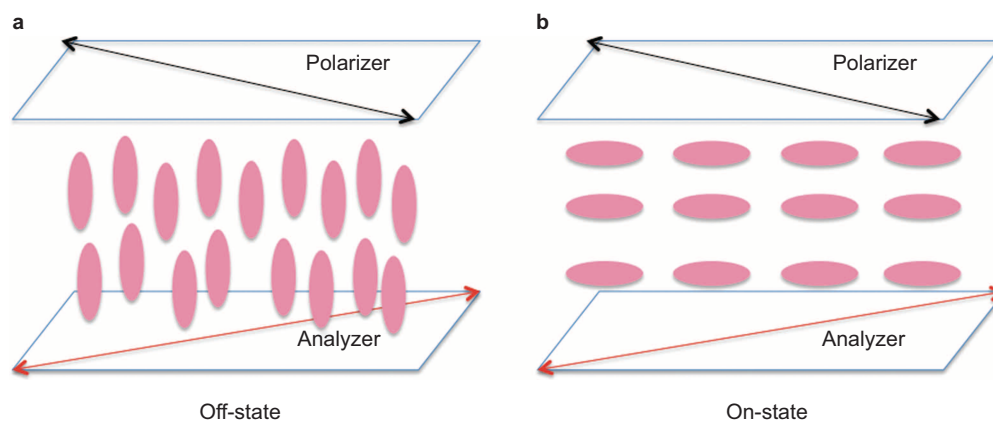 a
Polarizer
Analyzer
Off-state
b
Polarizer
Analyzer
On-state